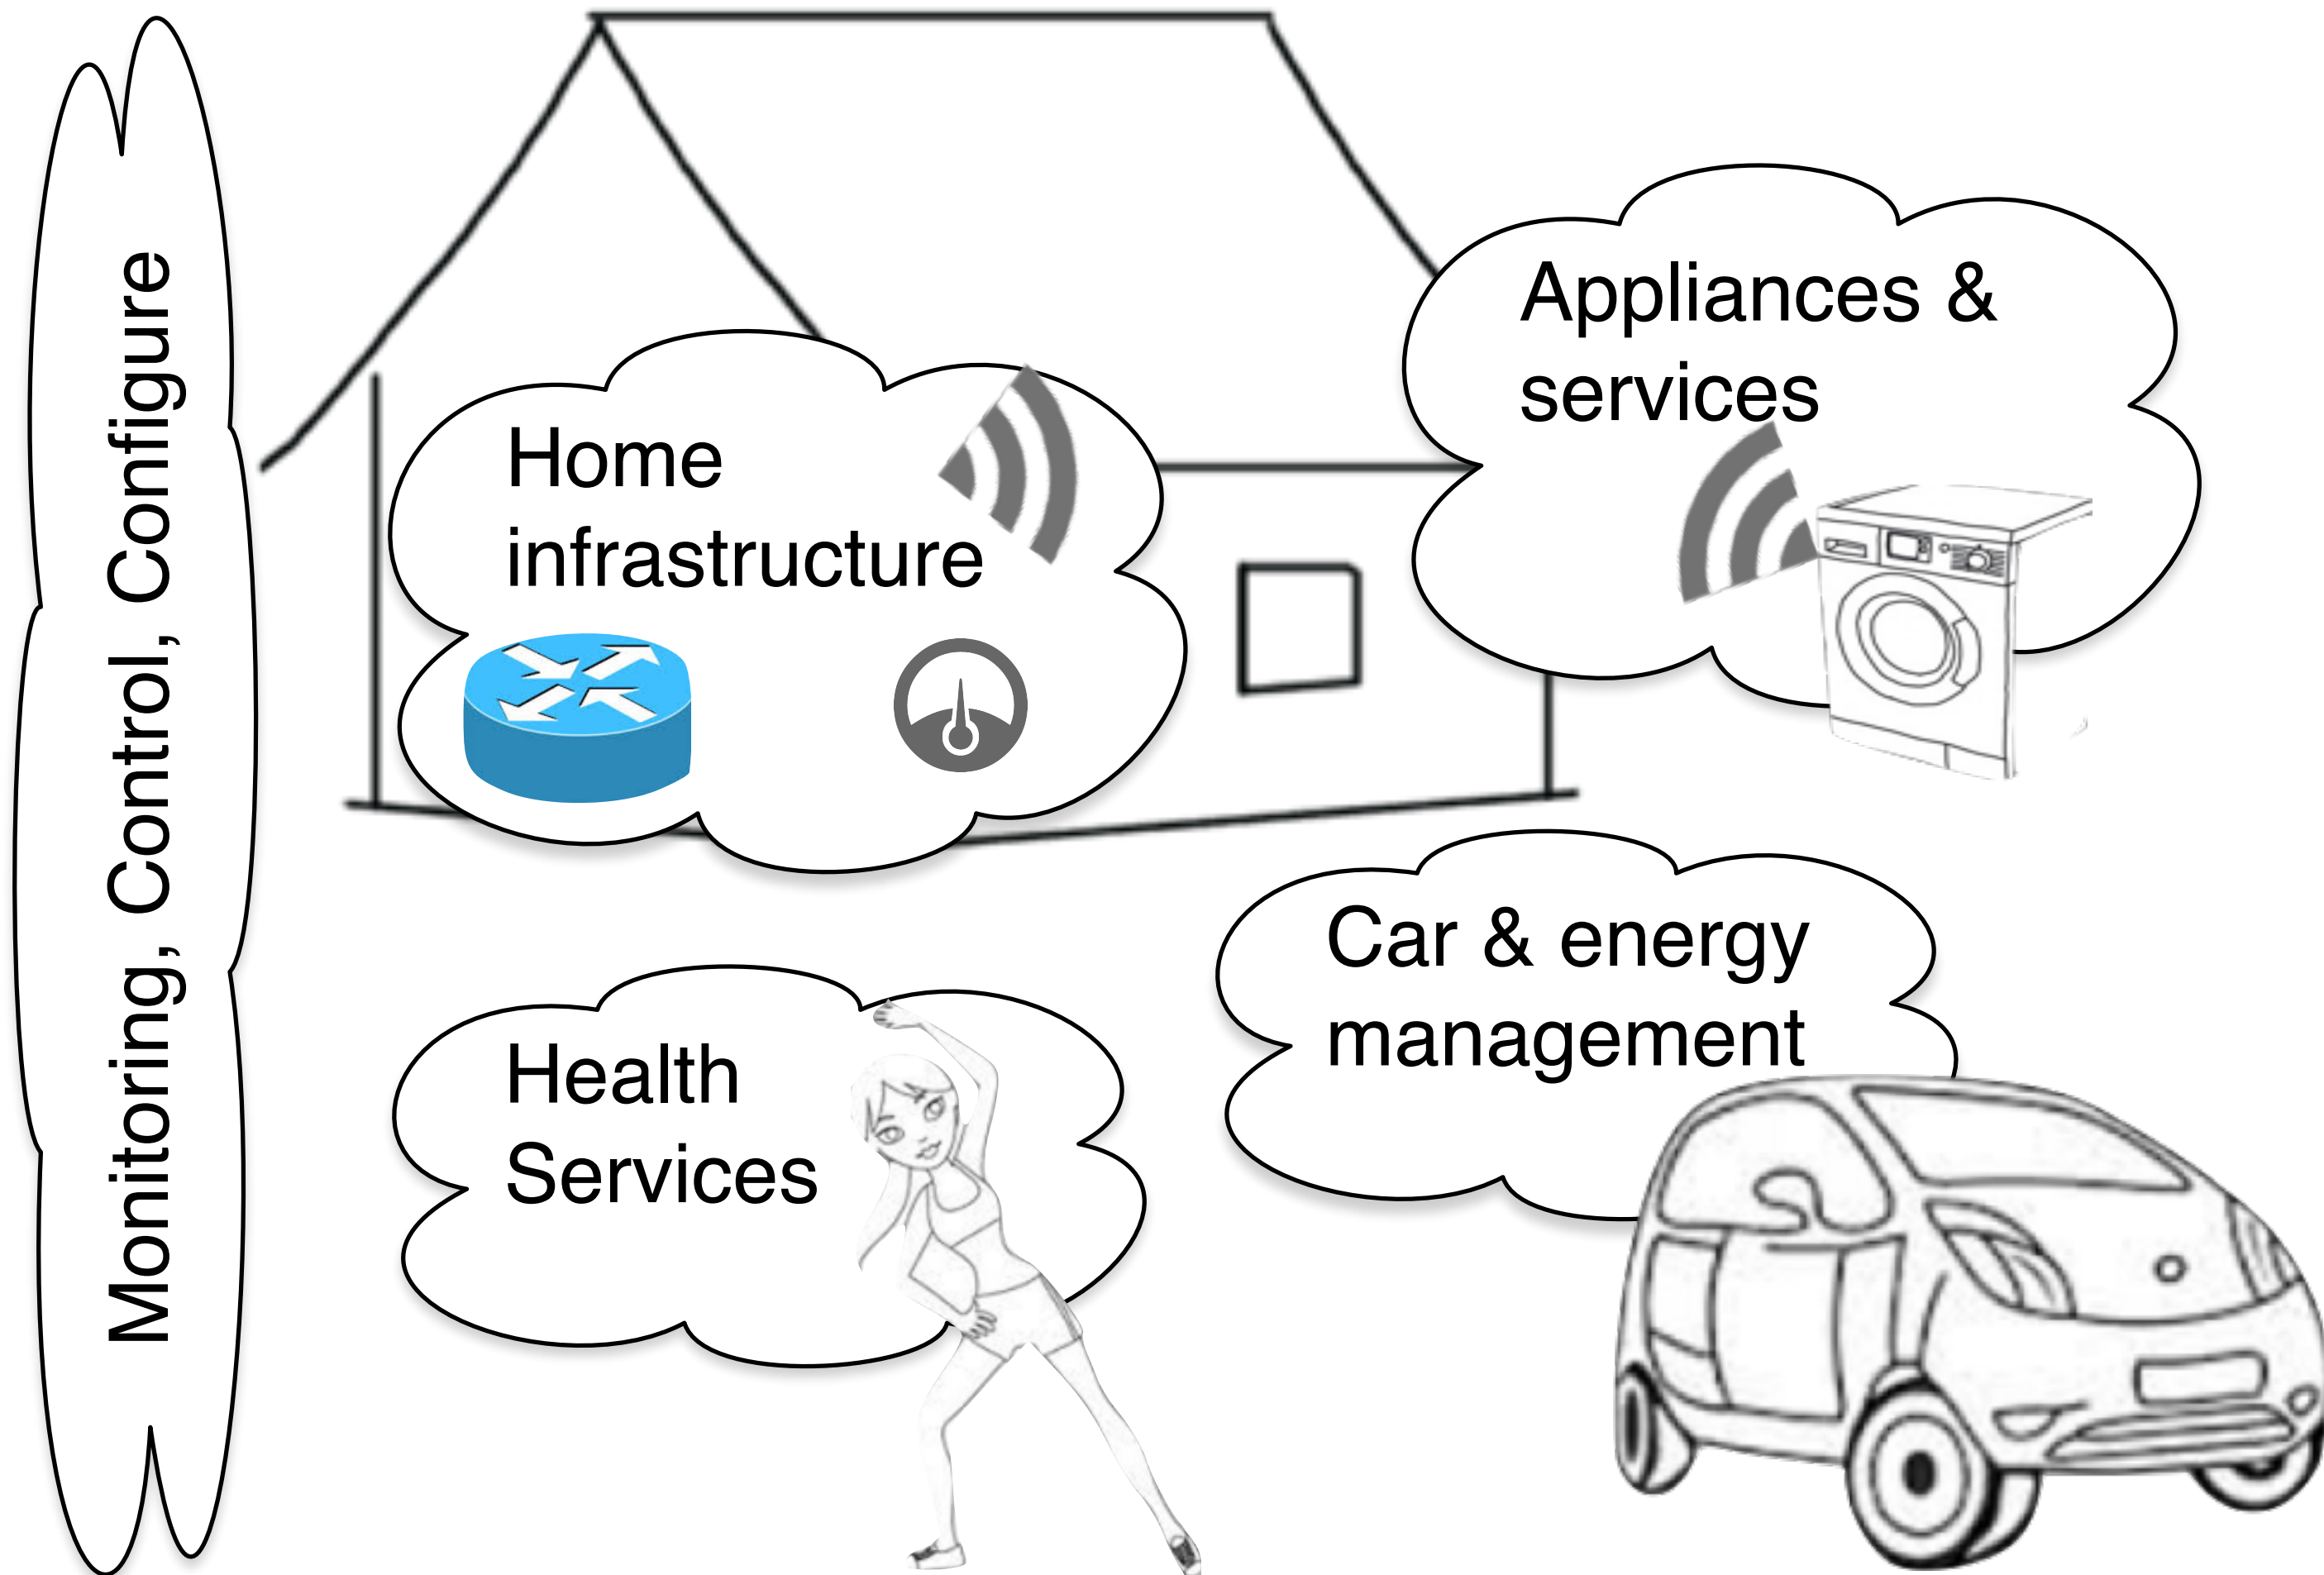 Monitoring, Control, Configure
Home
infrastructure
Appliances &
services
Health
Services
Car & energy
management